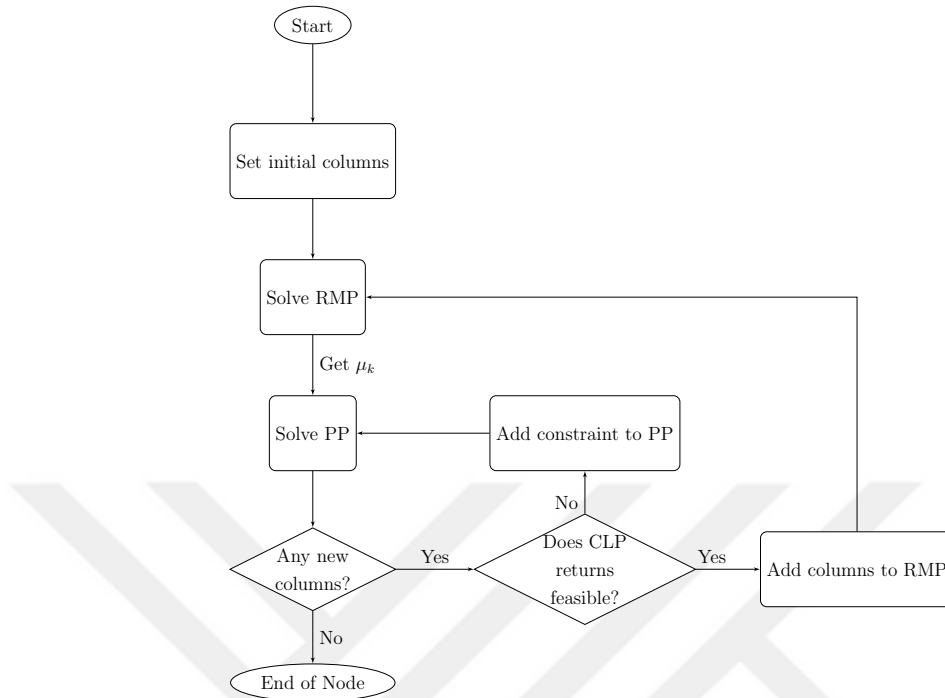 Start
Set initial columns
Solve RMP
Get μk
Solve PP
Add constraint to PP
No
Any new
columns?
Yes
Does CLP
returns
feasible?
Yes
Add columns to RMP
No
End of Node